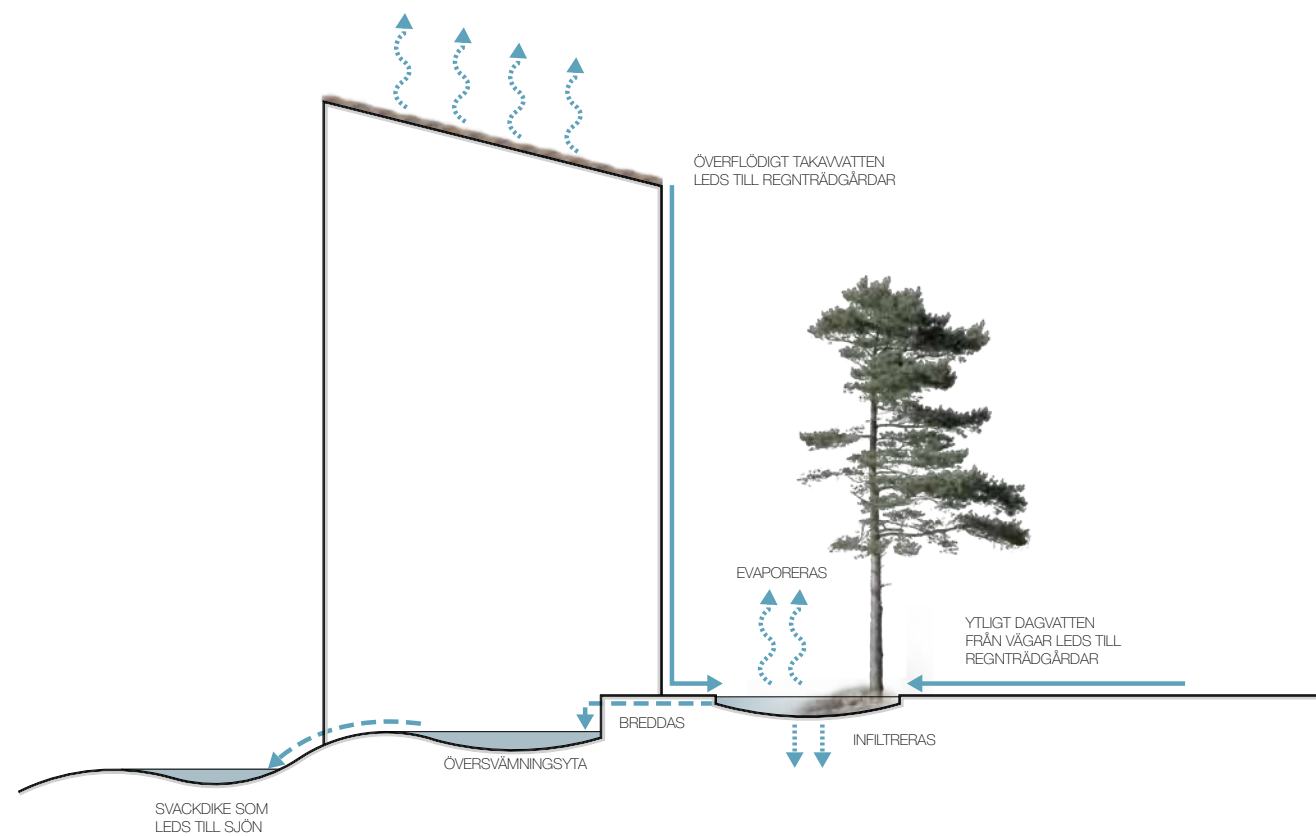 ÖVERFLÖDIGT TAKAVVATTEN
LEDS TILL REGNTRÄDGÅRDAR
EVAPORERAS
YTLIGT DAGVATTEN
FRÅN VÄGAR LEDS TILL
REGNTRÄDGÅRDAR
BREDDAS
INFILTRERAS
ÖVERSVÄMNINGSYTA
SVACKDIKE SOM
LEDS TILL SJÖN